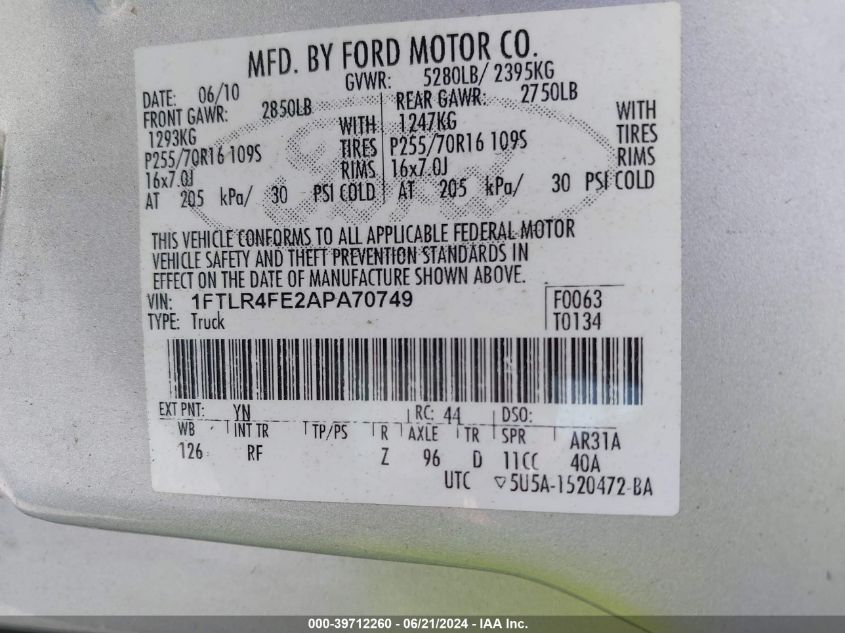 MFD. BY FORD MOTOR CO.
DATE: 06/10 GVWR: 5280LB/ 2395KG
FRONT GAWR: 2850LB REAR GAWR: 2750LB
1293KG WITH 1247KG WITH
P255/70R16 109S TIRES P255/70R16 109S TIRES
16x7.0J RIMS 16x7.0J RIMS
AT 205 kPa/ 30 PSI COLD AT 205 kPa/ 30 PSI COLD
THIS VEHICLE CONFORMS TO ALL APPLICABLE FEDERAL MOTOR
VEHICLE SAFETY AND THEFT PREVENTION STANDARDS IN
EFFECT ON THE DATE OF MANUFACTURE SHOWN ABOVE.
VIN: 1FTLR4FE2APA70749 F0063
TYPE: Truck T0134
EXT PNT: YN RC: 44 DSO:
WB INT TR TP/PS R AXLE TR SPR AR31A
126 RF Z 96 D 11CC 40A
UTC ▽5U5A-1520472-BA
000-39712260 - 06/21/2024 - IAA Inc.